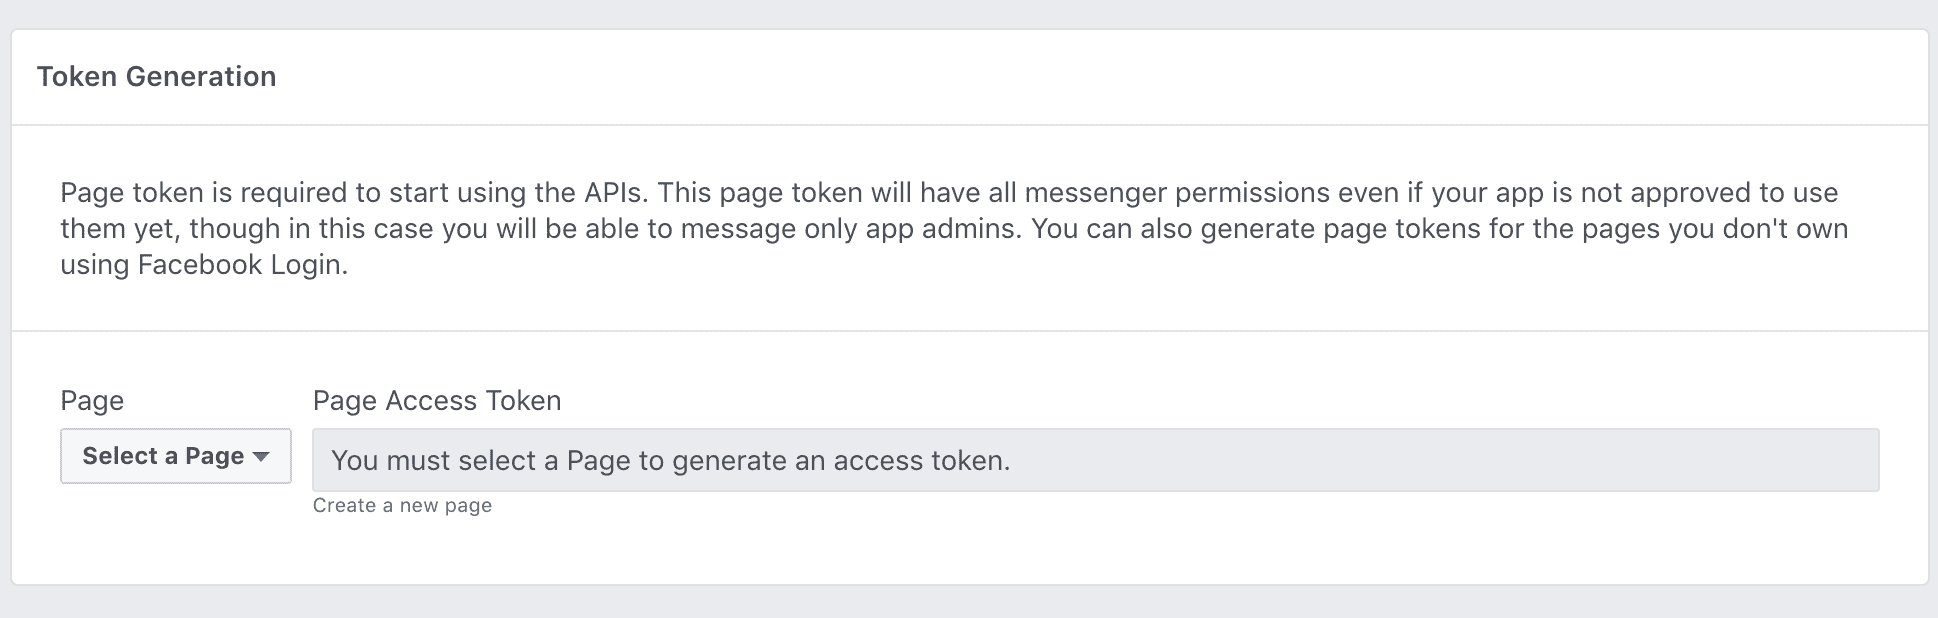 Token Generation
Page token is required to start using the APIs. This page token will have all messenger permissions even if your app is not approved to use
them yet, though in this case you will be able to message only app admins. You can also generate page tokens for the pages you don't own
using Facebook Login.
Page
Page Access Token
Select a Page
You must select a Page to generate an access token.
Create a new page